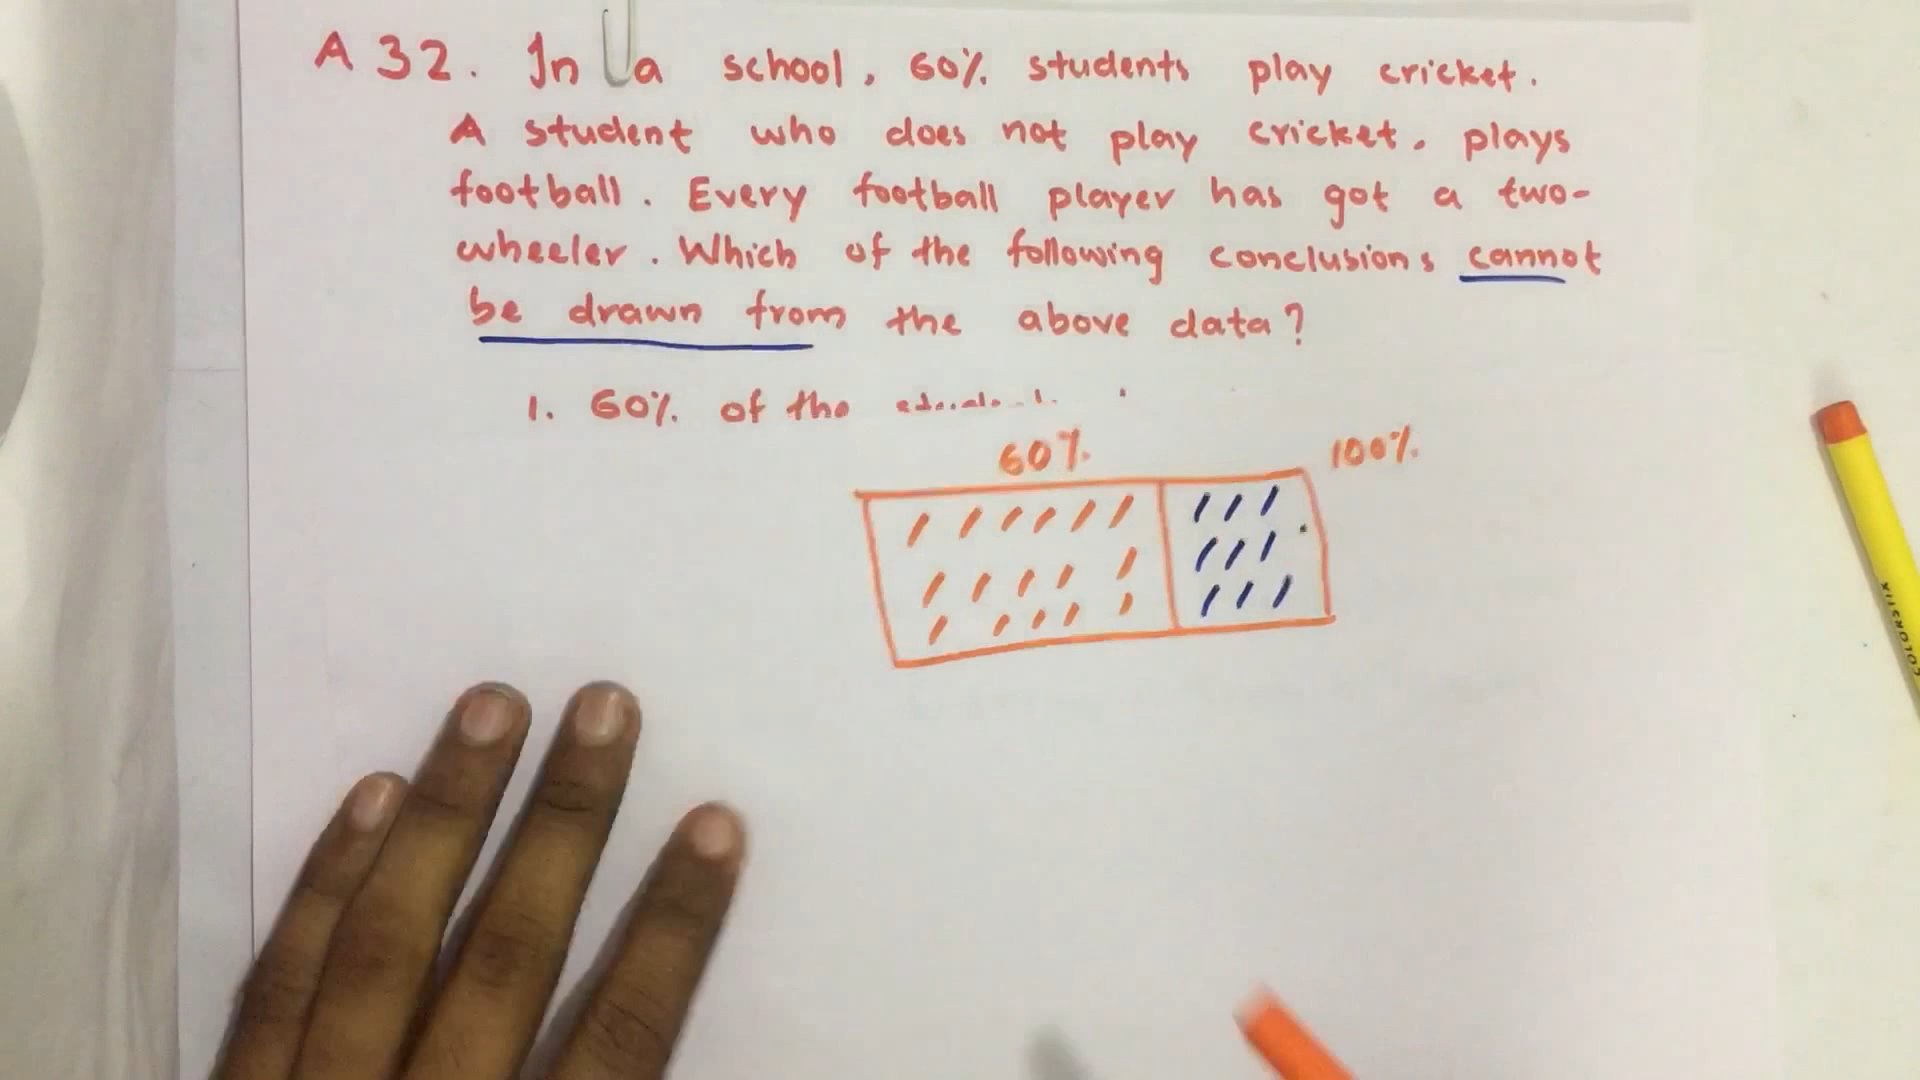 A 32. In a school, 60% students play cricket.
A student who does not play cricket, plays
football. Every football player has got a two-
wheeler. Which of the following conclusions cannot
be drawn from the above data?
1. 60% of the
60% 100%